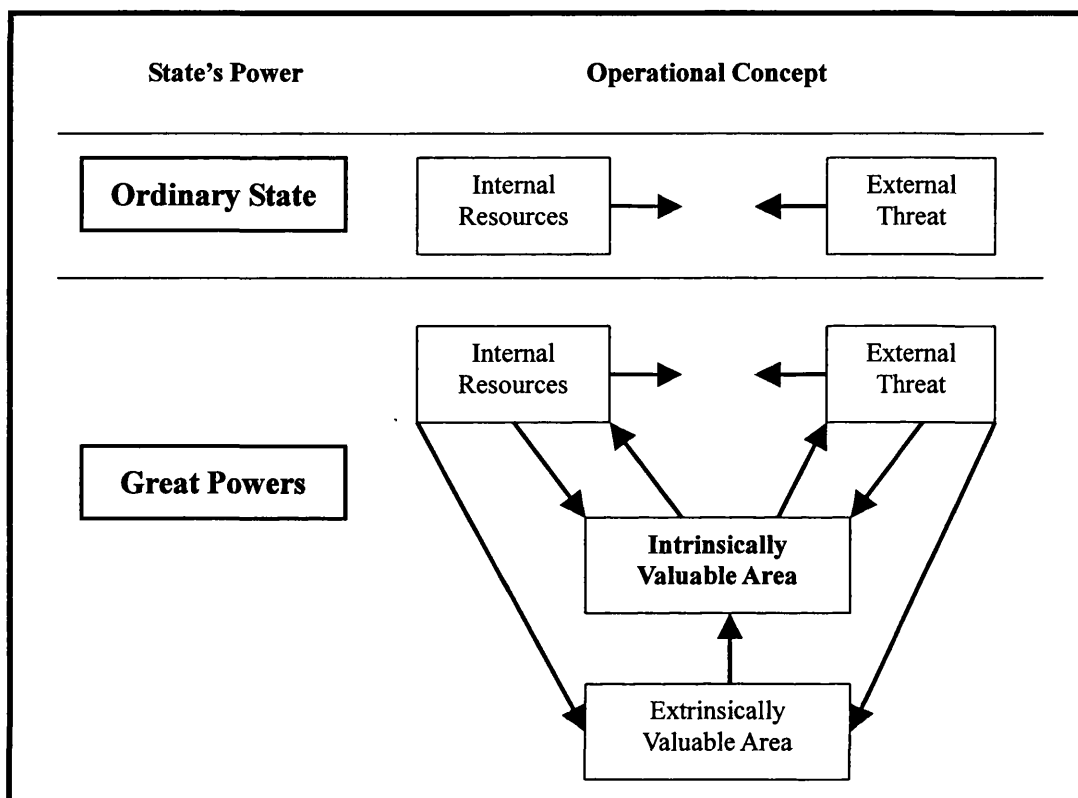 State's Power
Operational Concept
Ordinary State
Internal
Resources
External
Threat
Great Powers
Internal
Resources
External
Threat
Intrinsically
Valuable Area
Extrinsically
Valuable Area